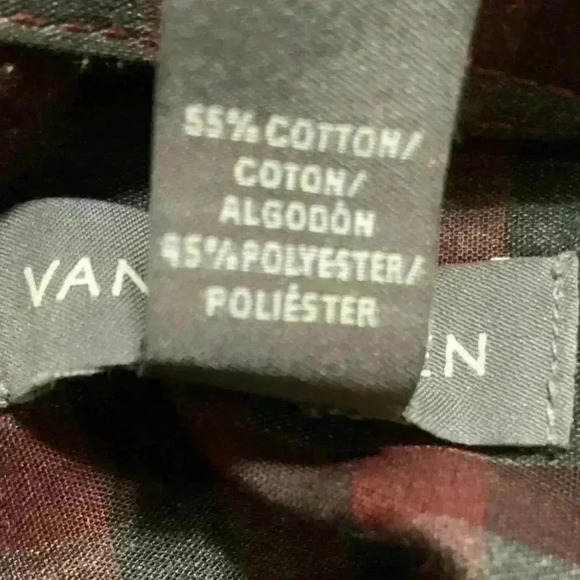 55% COTTON/
COTON/
ALGODÓN
45% POLYESTER/
POLIÉSTER
VAN
EN